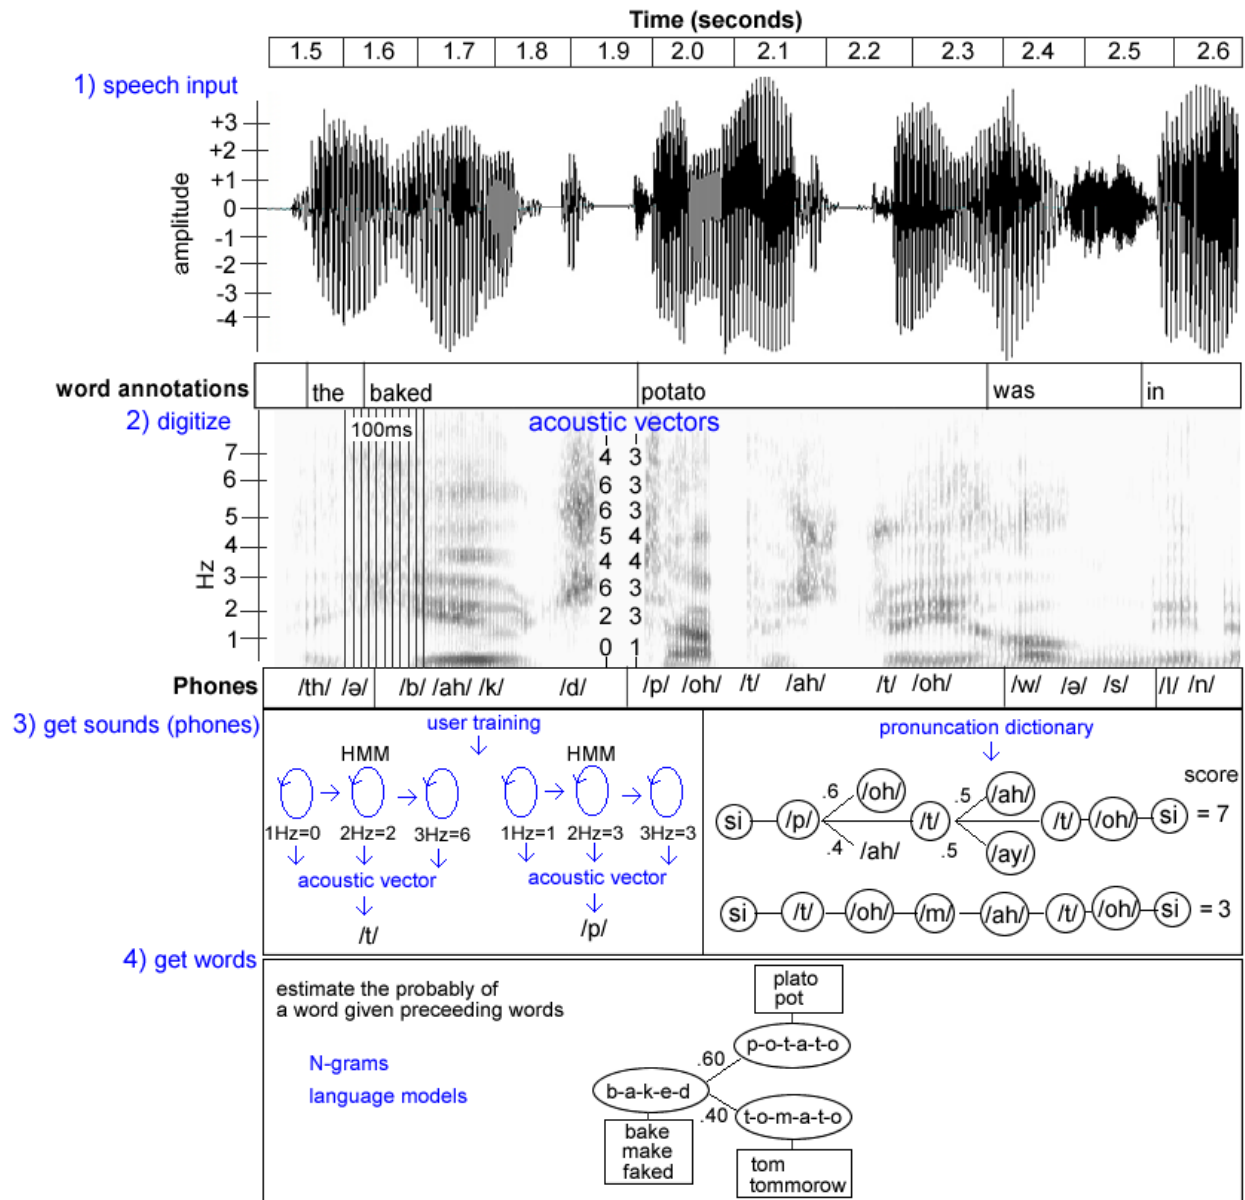 Time (seconds)
1.5 1.6 1.7 1.8 1.9 2.0 2.1 2.2 2.3 2.4 2.5 2.6
1) speech input
amplitude
+3
+2
+1
0
-1
-2
-3
-4
word annotations the baked potato was in
2) digitize
100ms
acoustic vectors
Hz
7
6
5
4
3
2
1
4 3
6 3
6 3
5 4
4 4
6 3
2 3
0 1
Phones /th/ /ə/ /b/ /ah/ /k/ /d/ /p/ /oh/ /t/ /ah/ /t/ /oh/ /w/ /ə/ /s/ /I/ /n/
3) get sounds (phones)
user training
HMM HMM
1Hz=0 2Hz=2 3Hz=6 1Hz=1 2Hz=3 3Hz=3
acoustic vector acoustic vector
/t/ /p/
pronuncation dictionary
score
.6 /oh/ .5 /ah/
si /p/ /t/ /t/ /oh/ si = 7
.4 /ah/ .5 /ay/
si /t/ /oh/ /m/ /ah/ /t/ /oh/ si = 3
4) get words
estimate the probably of
a word given preceeding words
N-grams
language models
plato
pot
p-o-t-a-t-o
.60
b-a-k-e-d
.40 t-o-m-a-t-o
bake
make
faked
tom
tommorow